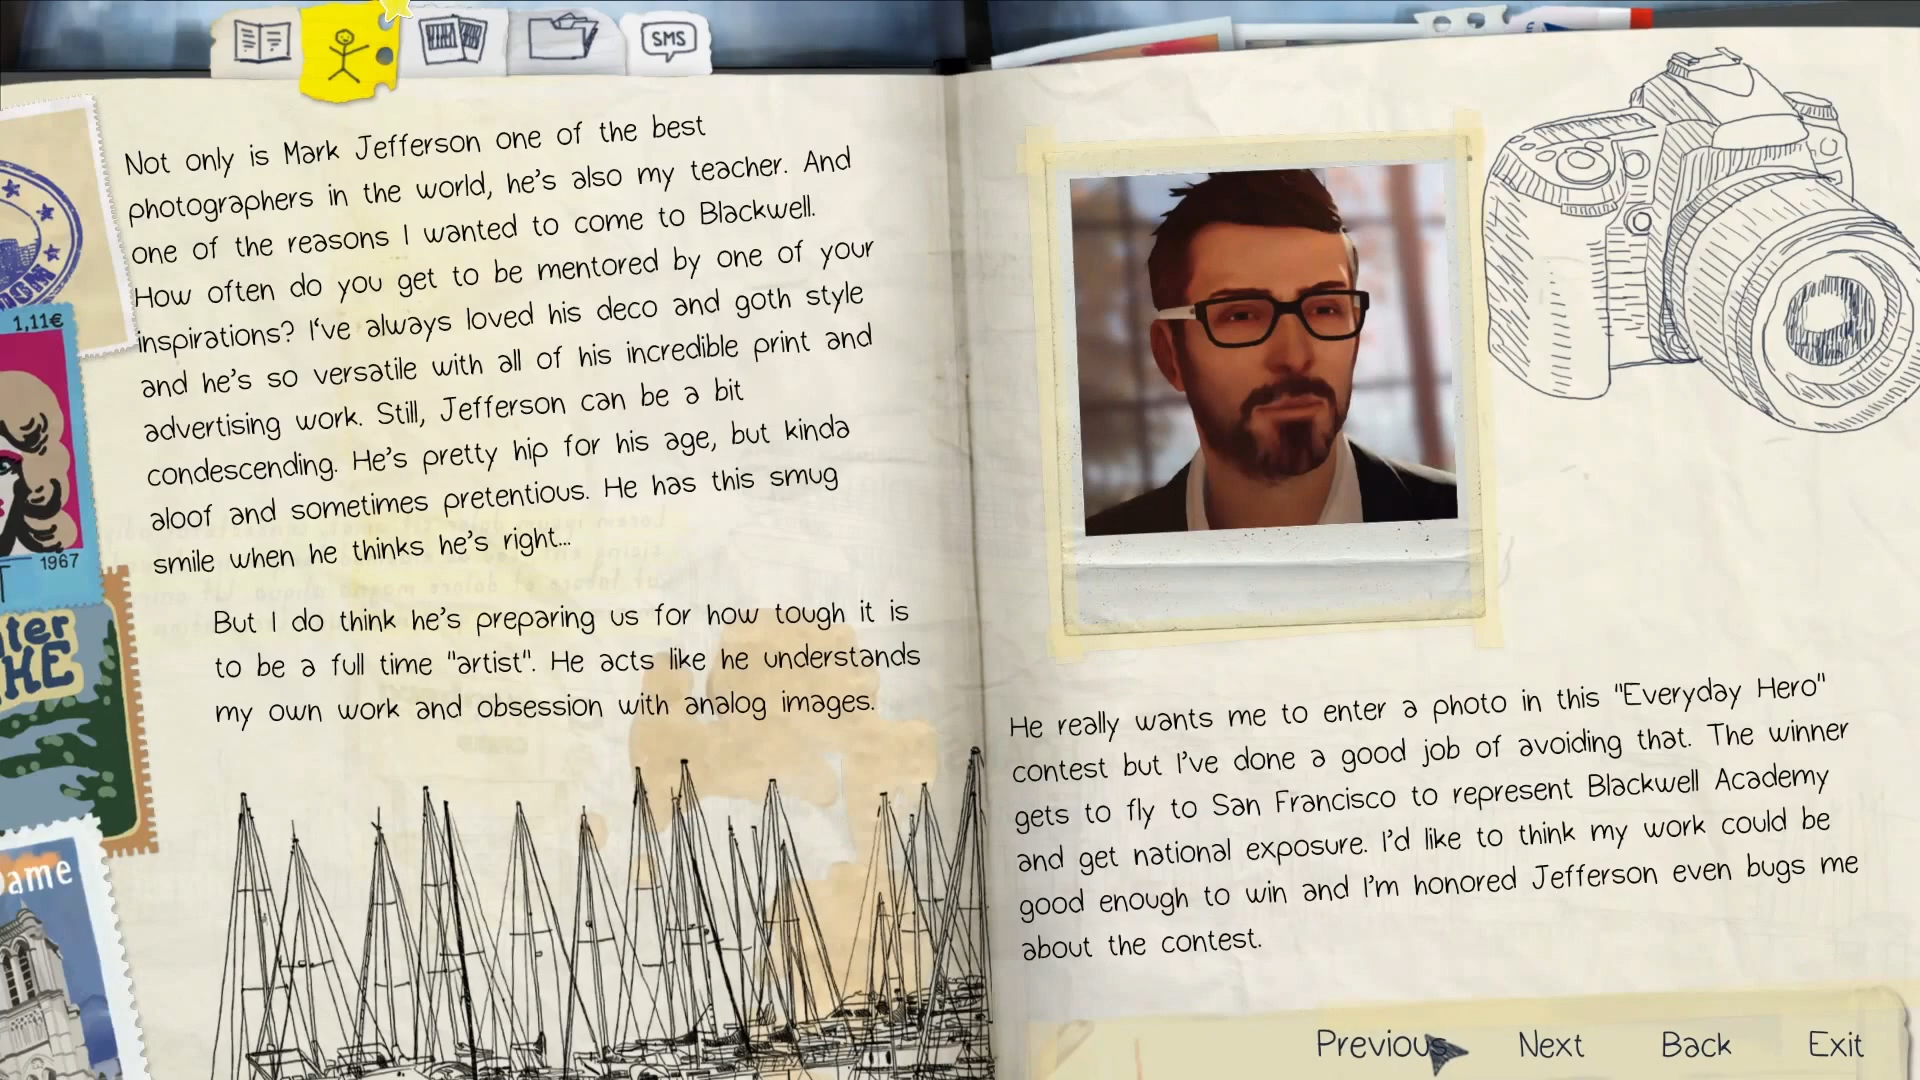 SMS
Not only is Mark Jefferson one of the best
photographers in the world, he's also my teacher. And
one of the reasons I wanted to come to Blackwell.
How often do you get to be mentored by one of your
inspirations? I've always loved his deco and goth style
and he's so versatile with all of his incredible print and
advertising work. Still, Jefferson can be a bit
condescending. He's pretty hip for his age, but kinda
aloof and sometimes pretentious. He has this smug
smile when he thinks he's right...
But I do think he's preparing us for how tough it is
to be a full time "artist". He acts like he understands
my own work and obsession with analog images.
1,11€
1967
He really wants me to enter a photo in this "Everyday Hero"
contest but I've done a good job of avoiding that. The winner
gets to fly to San Francisco to represent Blackwell Academy
and get national exposure. I'd like to think my work could be
good enough to win and I'm honored Jefferson even bugs me
about the contest.
Previous Next Back Exit